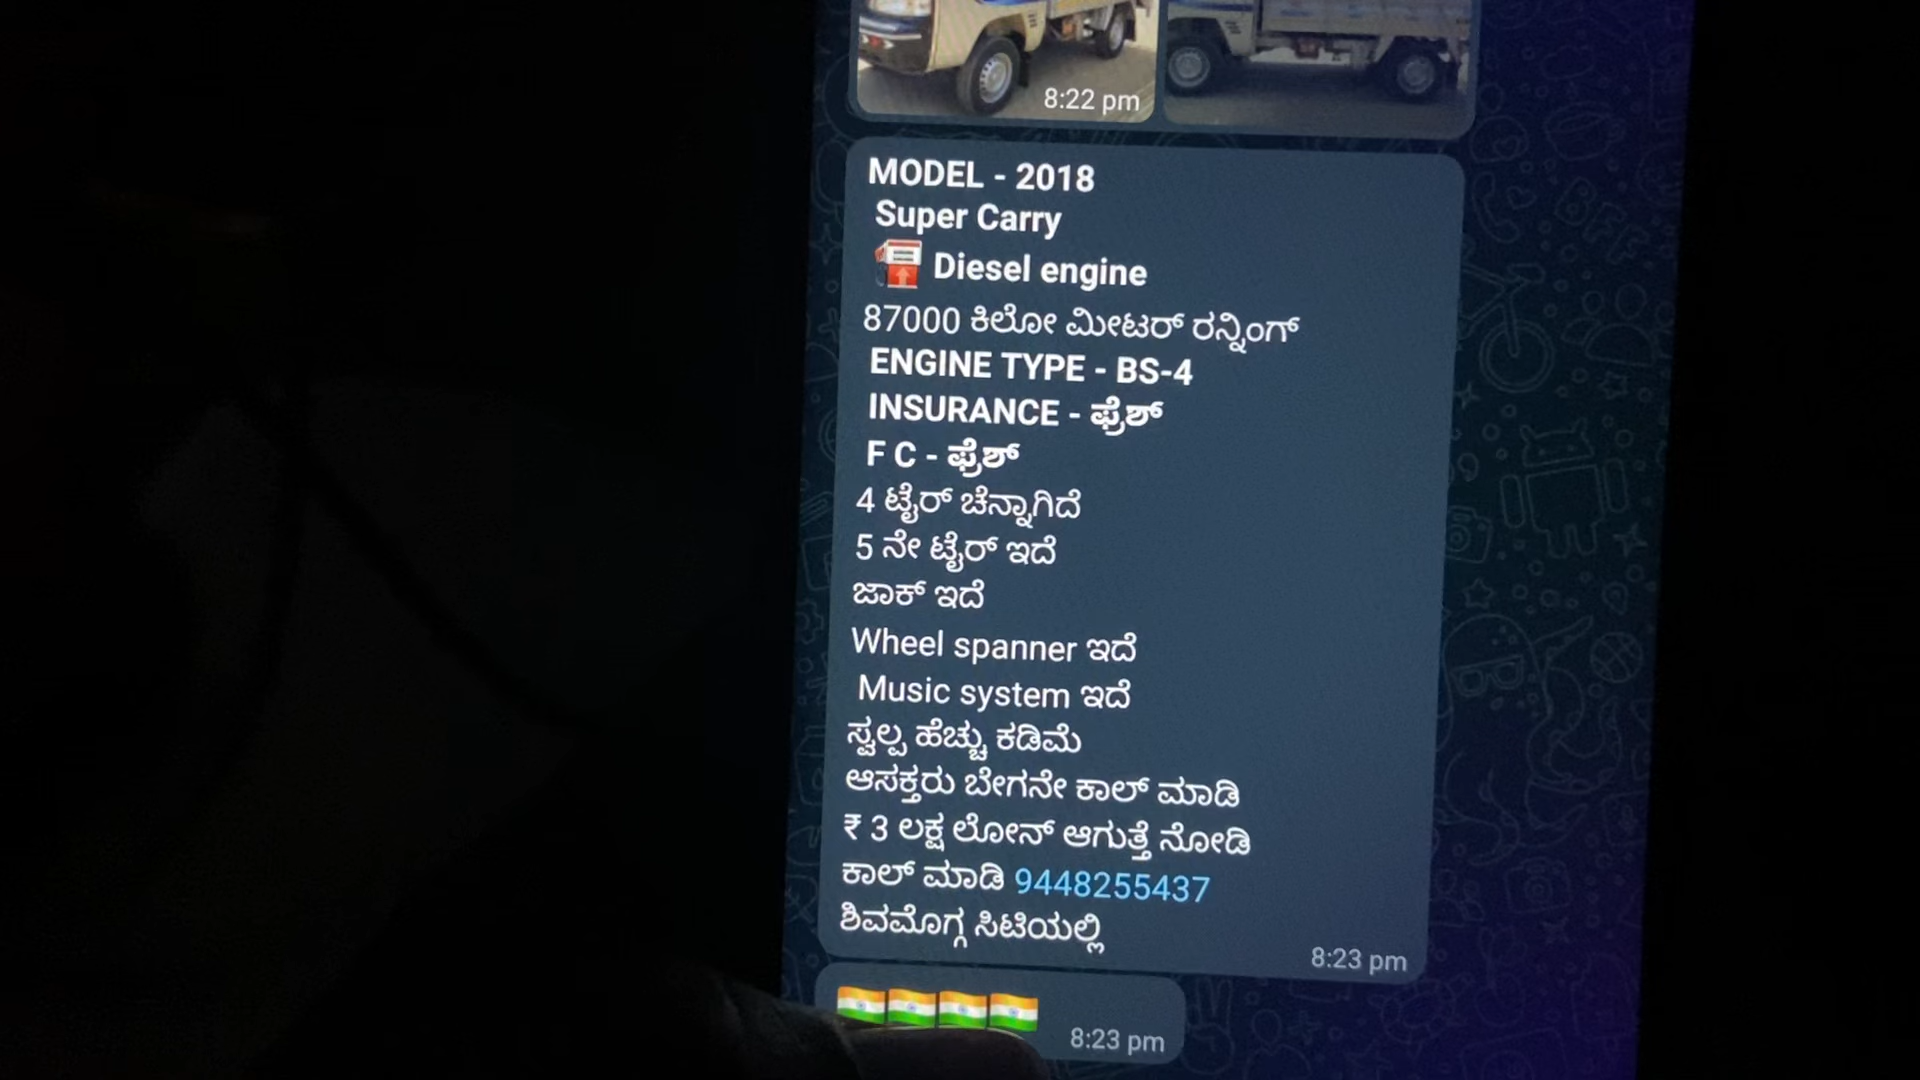 8:22 pm
MODEL - 2018
Super Carry
Diesel engine
87000 ಕಿಲೋ ಮೀಟರ್ ರನ್ನಿಂಗ್
ENGINE TYPE - BS-4
INSURANCE - ಫ್ರೆಶ್
F C - ಫ್ರೆಶ್
4 ಟೈರ್ ಚೆನ್ನಾಗಿದೆ
5 ನೇ ಟೈರ್ ಇದೆ
ಜಾಕ್ ಇದೆ
Wheel spanner ಇದೆ
Music system ಇದೆ
ಸ್ವಲ್ಪ ಹೆಚ್ಚು ಕಡಿಮೆ
ಆಸಕ್ತರು ಬೇಗನೇ ಕಾಲ್ ಮಾಡಿ
₹ 3 ಲಕ್ಷ ಲೋನ್ ಆಗುತ್ತೆ ನೋಡಿ
ಕಾಲ್ ಮಾಡಿ 9448255437
ಶಿವಮೊಗ್ಗ ಸಿಟಿಯಲ್ಲಿ
8:23 pm
8:23 pm